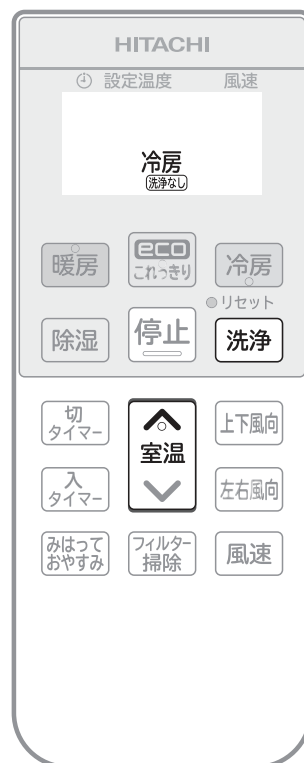 HITACHI
設定温度 風速
冷房
洗浄なし
暖房 eco これっきり 冷房
リセット
除湿 停止 洗浄
切タイマー 室温 上下風向
入タイマー 左右風向
みはっておやすみ フィルター掃除 風速